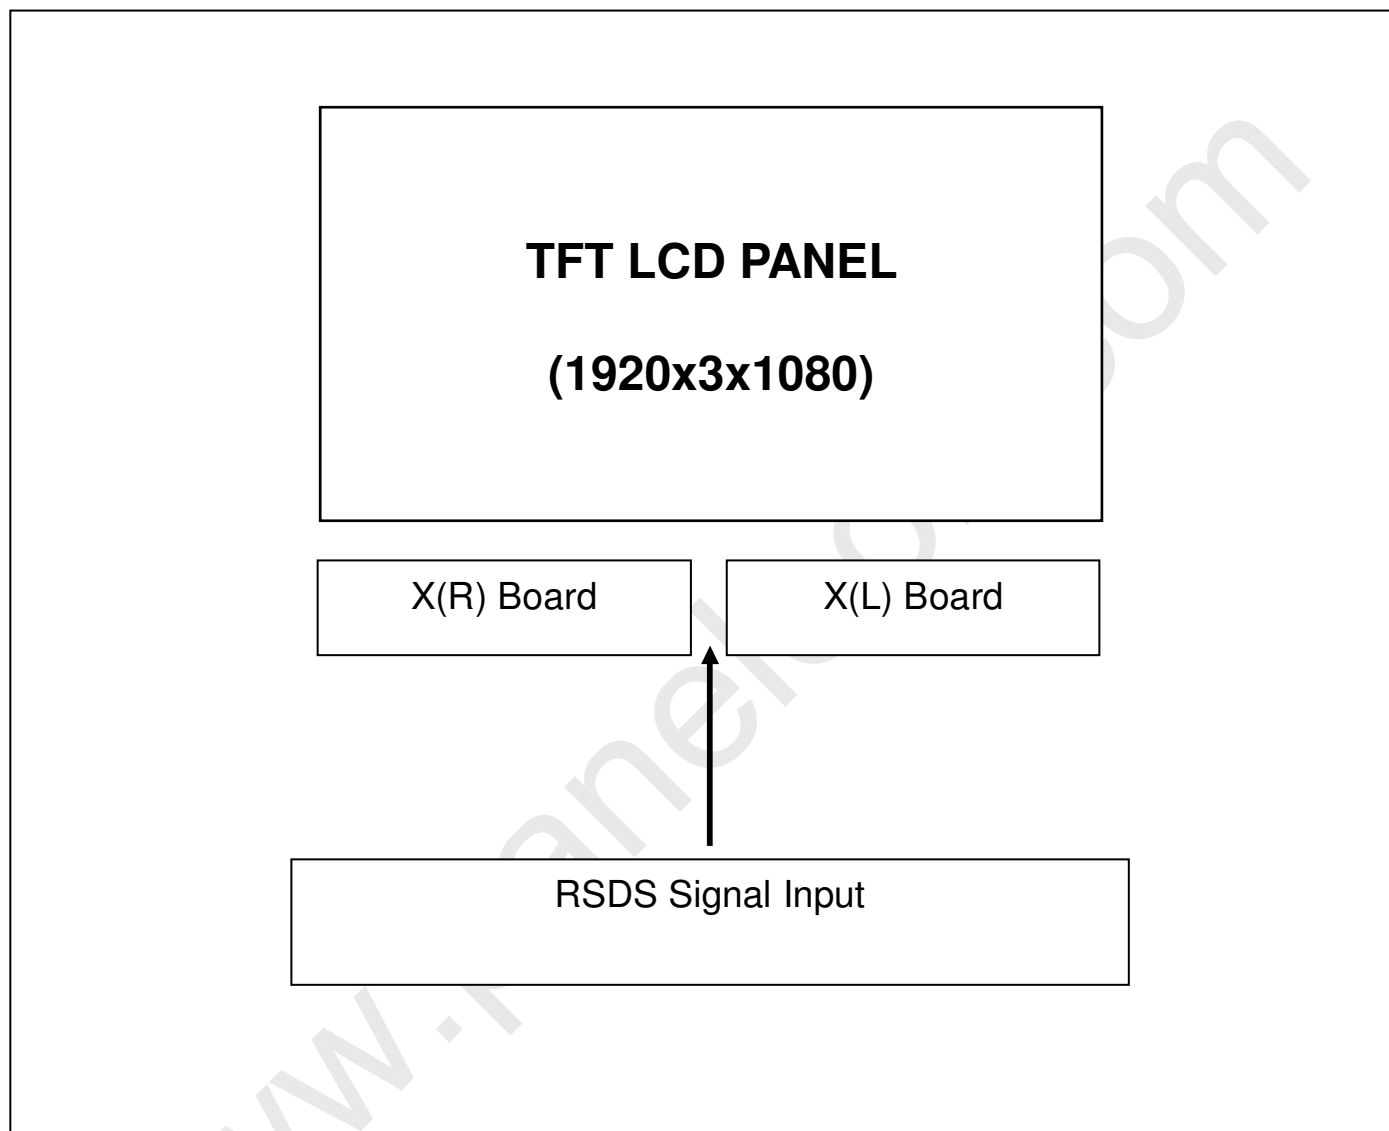 TFT LCD PANEL
(1920x3x1080)
X(R) Board
X(L) Board
RSDS Signal Input